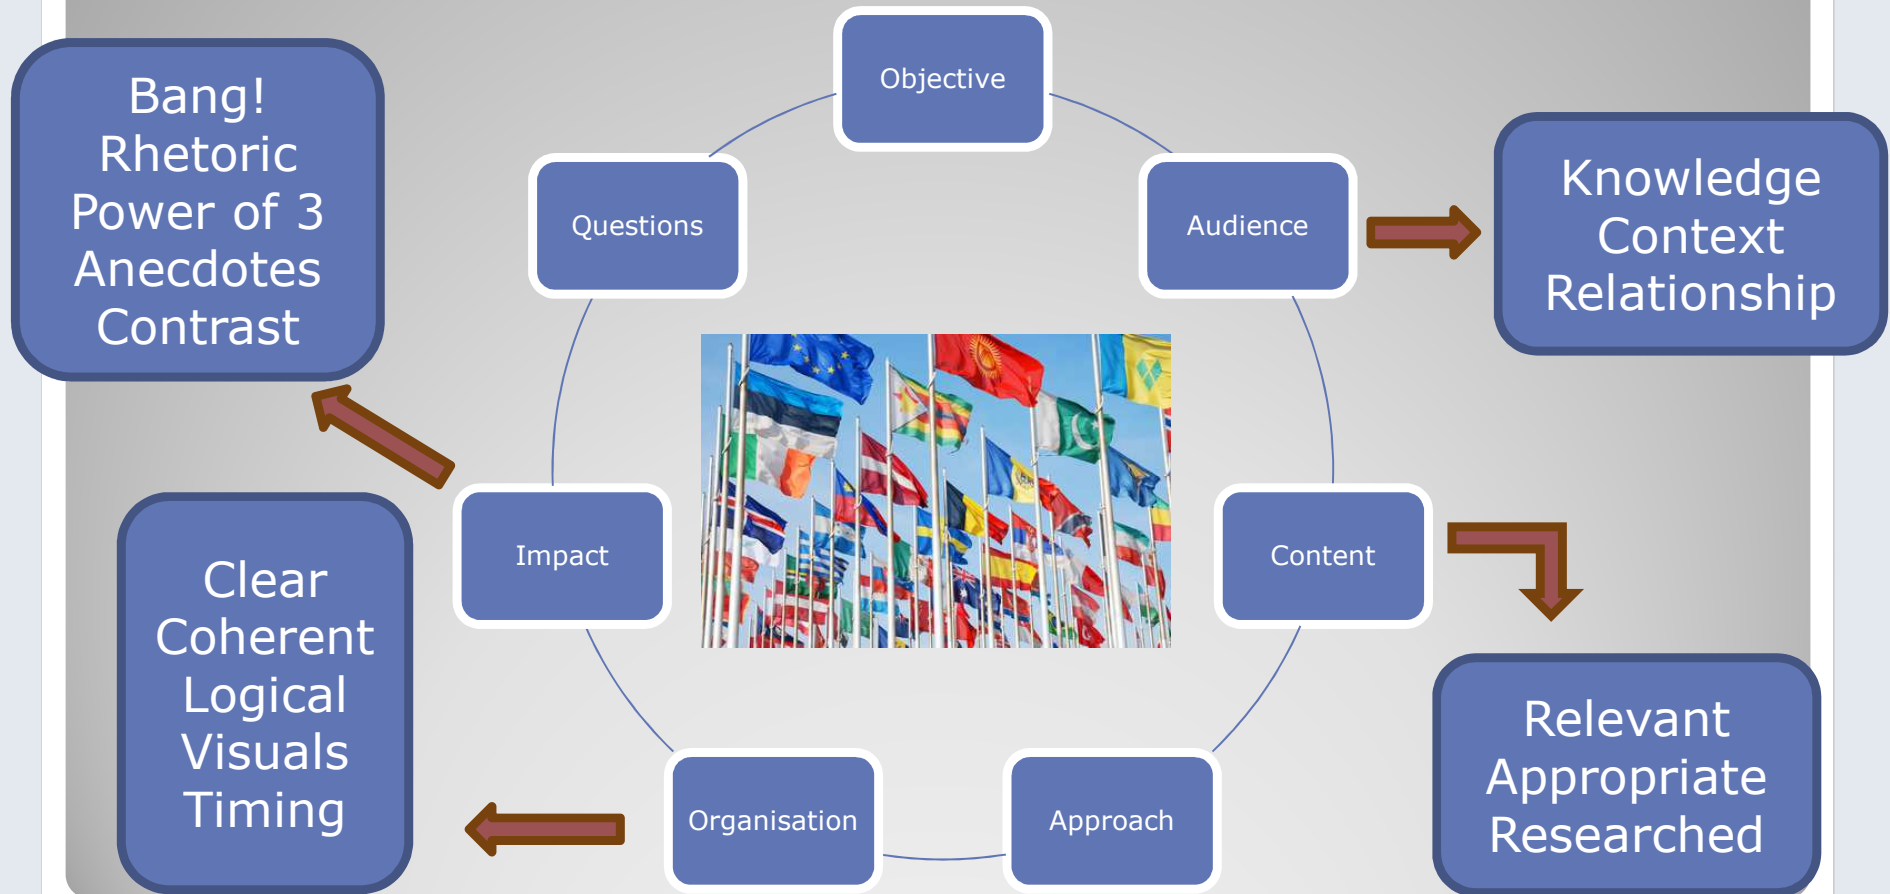 Objective
Bang!
Rhetoric
Power of 3
Anecdotes
Contrast
Questions
Audience
Knowledge
Context
Relationship
Impact
Content
Clear
Coherent
Logical
Visuals
Timing
Organisation
Approach
Relevant
Appropriate
Researched